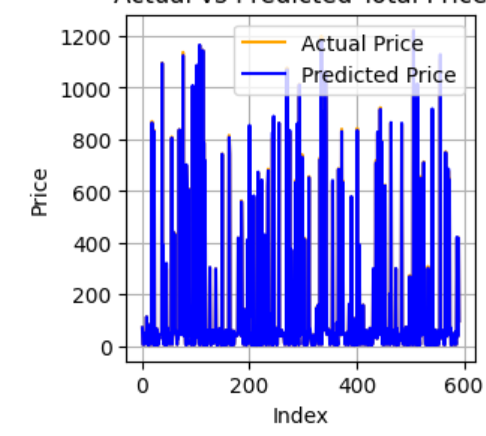 Actual vs Predicted Total Price
Actual Price
Predicted Price
1200
1000
800
600
400
200
0
Price
0 200 400 600
Index